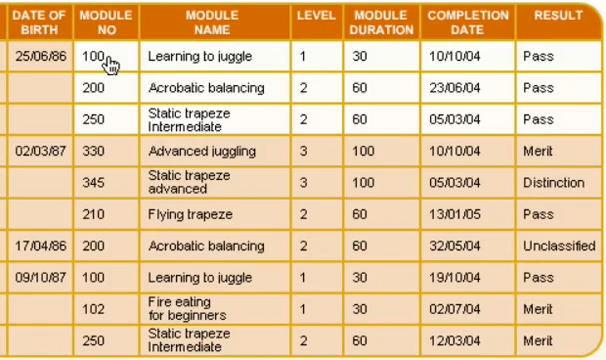 DATE OF BIRTH MODULE NO MODULE NAME LEVEL MODULE DURATION COMPLETION DATE RESULT
25/06/86 100 Learning to juggle 1 30 10/10/04 Pass
200 Acrobatic balancing 2 60 23/06/04 Pass
250 Static trapeze Intermediate 2 60 05/03/04 Pass
02/03/87 330 Advanced juggling 3 100 10/10/04 Merit
345 Static trapeze advanced 3 100 05/03/04 Distinction
210 Flying trapeze 2 60 13/01/05 Pass
17/04/86 200 Acrobatic balancing 2 60 32/05/04 Unclassified
09/10/87 100 Learning to juggle 1 30 19/10/04 Pass
102 Fire eating for beginners 1 30 02/07/04 Merit
250 Static trapeze Intermediate 2 60 12/03/04 Merit